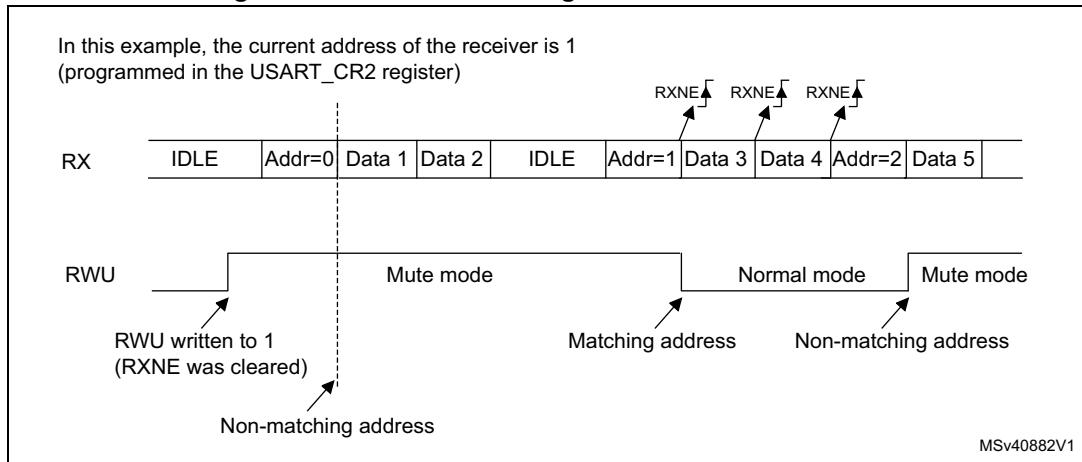 In this example, the current address of the receiver is 1
(programmed in the USART_CR2 register)
RXNE RXNE RXNE
RX IDLE Addr=0 Data 1 Data 2 IDLE Addr=1 Data 3 Data 4 Addr=2 Data 5
RWU Mute mode Normal mode Mute mode
RWU written to 1 Matching address Non-matching address
(RXNE was cleared)
Non-matching address
MSv40882V1